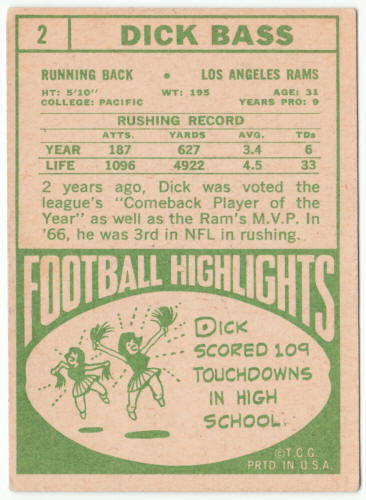 2 DICK BASS
RUNNING BACK • LOS ANGELES RAMS
HT: 5'10" WT: 195 AGE: 31
COLLEGE: PACIFIC YEARS PRO: 9
RUSHING RECORD
ATTS. YARDS AVG. TDs
YEAR 187 627 3.4 6
LIFE 1096 4922 4.5 33
2 years ago, Dick was voted the
league's "Comeback Player of
the Year" as well as the Ram's M.V.P. In
'66, he was 3rd in NFL in rushing.
FOOTBALL HIGHLIGHTS
DICK
SCORED 109
TOUCHDOWNS
IN HIGH
SCHOOL.
©T.C.G.
PRTD IN U.S.A.